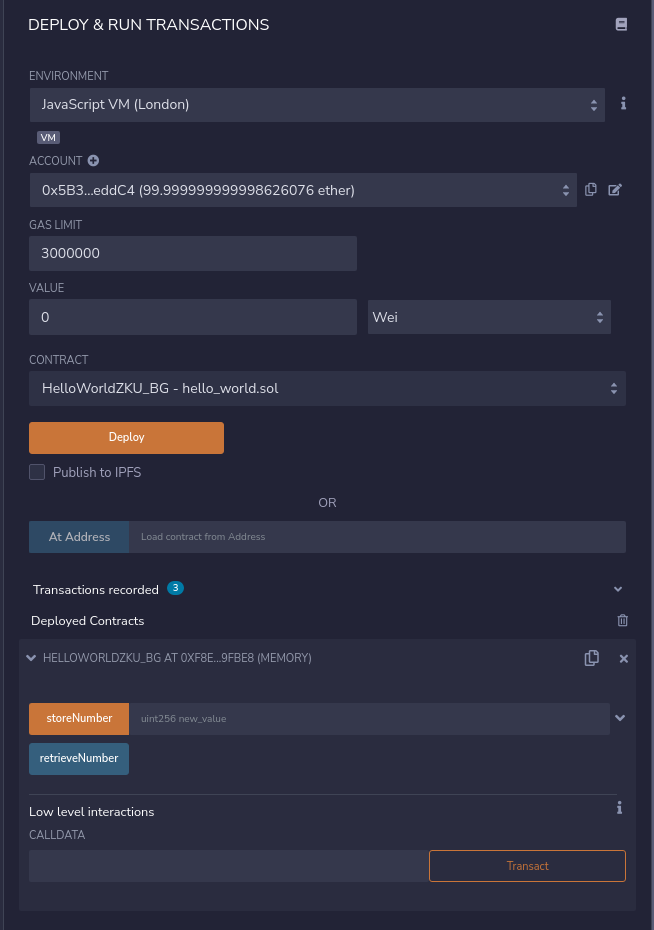 DEPLOY & RUN TRANSACTIONS
ENVIRONMENT
JavaScript VM (London)
VM
ACCOUNT
0x5B3...eddC4 (99.999999999998626076 ether)
GAS LIMIT
3000000
VALUE
0 Wei
CONTRACT
HelloWorldZKU_BG - hello_world.sol
Deploy
Publish to IPFS
OR
At Address Load contract from Address
Transactions recorded 3
Deployed Contracts
HELLOWORLDZKU_BG AT 0XF8E...9FBE8 (MEMORY)
storeNumber uint256 new_value
retrieveNumber
Low level interactions
CALLDATA
Transact